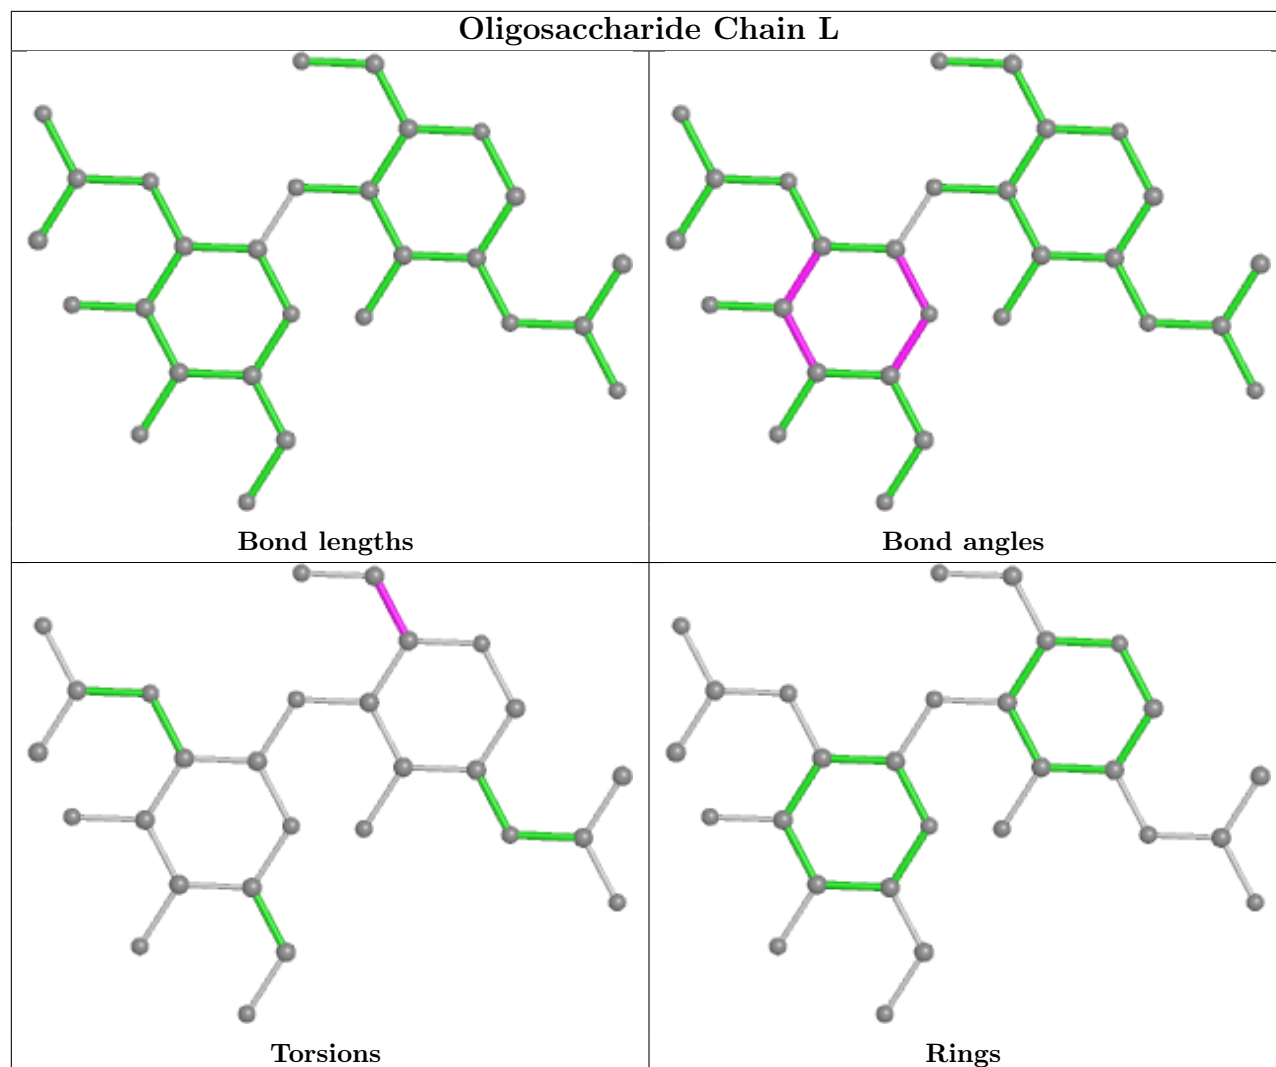 Oligosaccharide Chain L
Bond lengths
Bond angles
Torsions
Rings